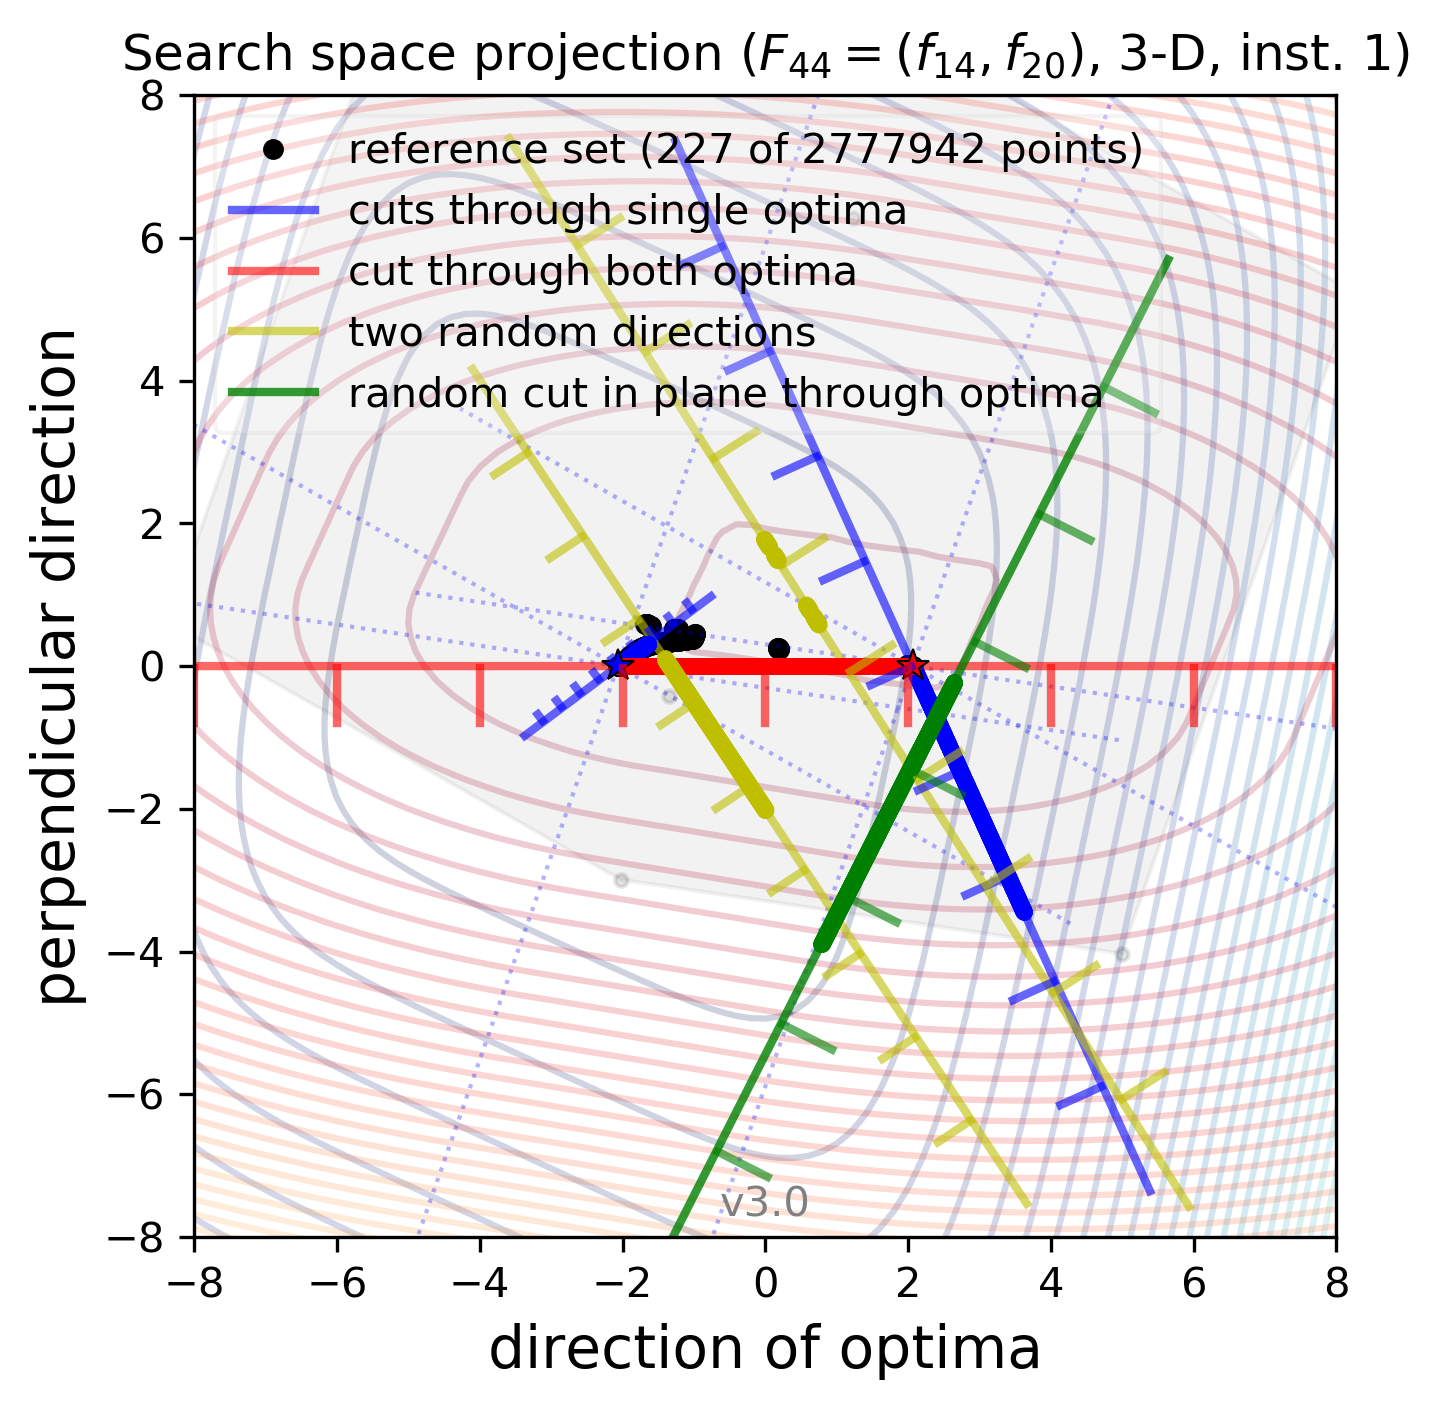 Search space projection (F44 = (f14, f20), 3-D, inst. 1)
reference set (227 of 2777942 points)
cuts through single optima
cut through both optima
two random directions
random cut in plane through optima
perpendicular direction
8
6
4
2
0
−2
−4
−6
−8
v3.0
−8 −6 −4 −2 0 2 4 6 8
direction of optima